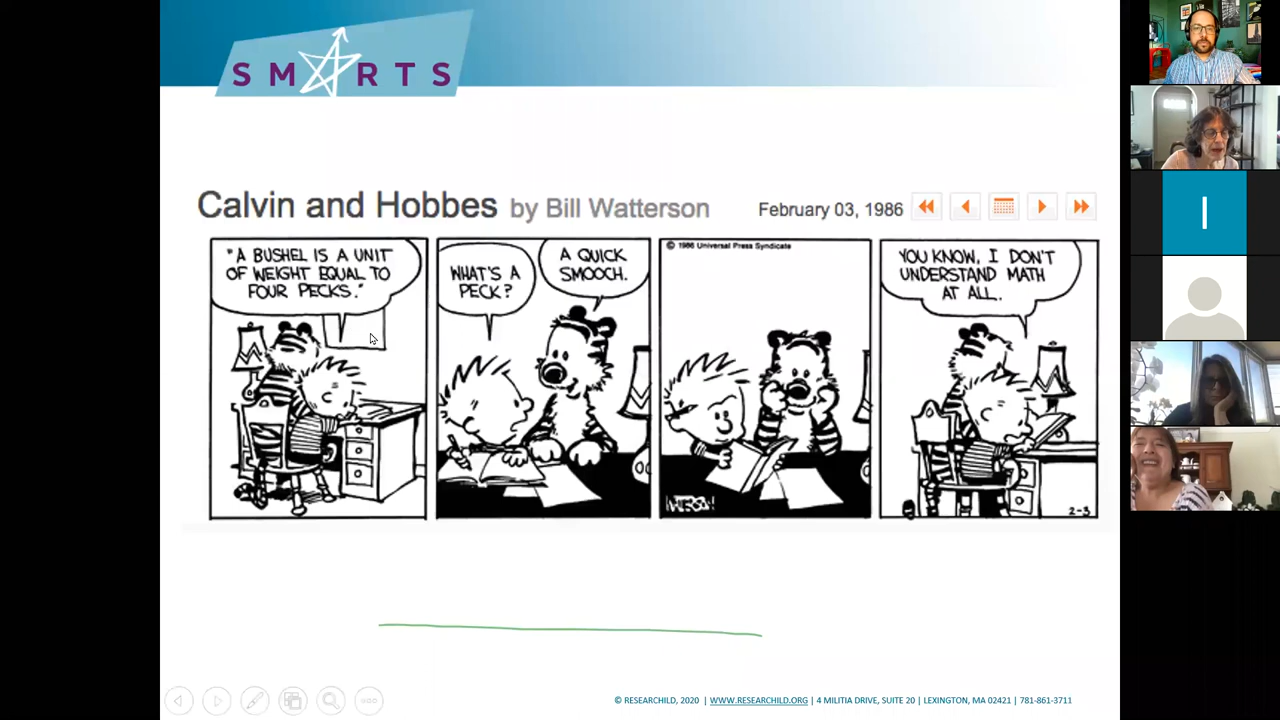 SMARTS
Calvin and Hobbes by Bill Watterson
February 03, 1986
"A BUSHEL IS A UNIT
OF WEIGHT EQUAL TO
FOUR PECKS."
WHAT'S A
PECK?
A QUICK
SMOOCH.
© 1986 Universal Press Syndicate
WATTERSON
YOU KNOW, I DON'T
UNDERSTAND MATH
AT ALL.
2-3
I
© RESEARCHILD, 2020 | WWW.RESEARCHILD.ORG | 4 MILITIA DRIVE, SUITE 20 | LEXINGTON, MA 02421 | 781-861-3711